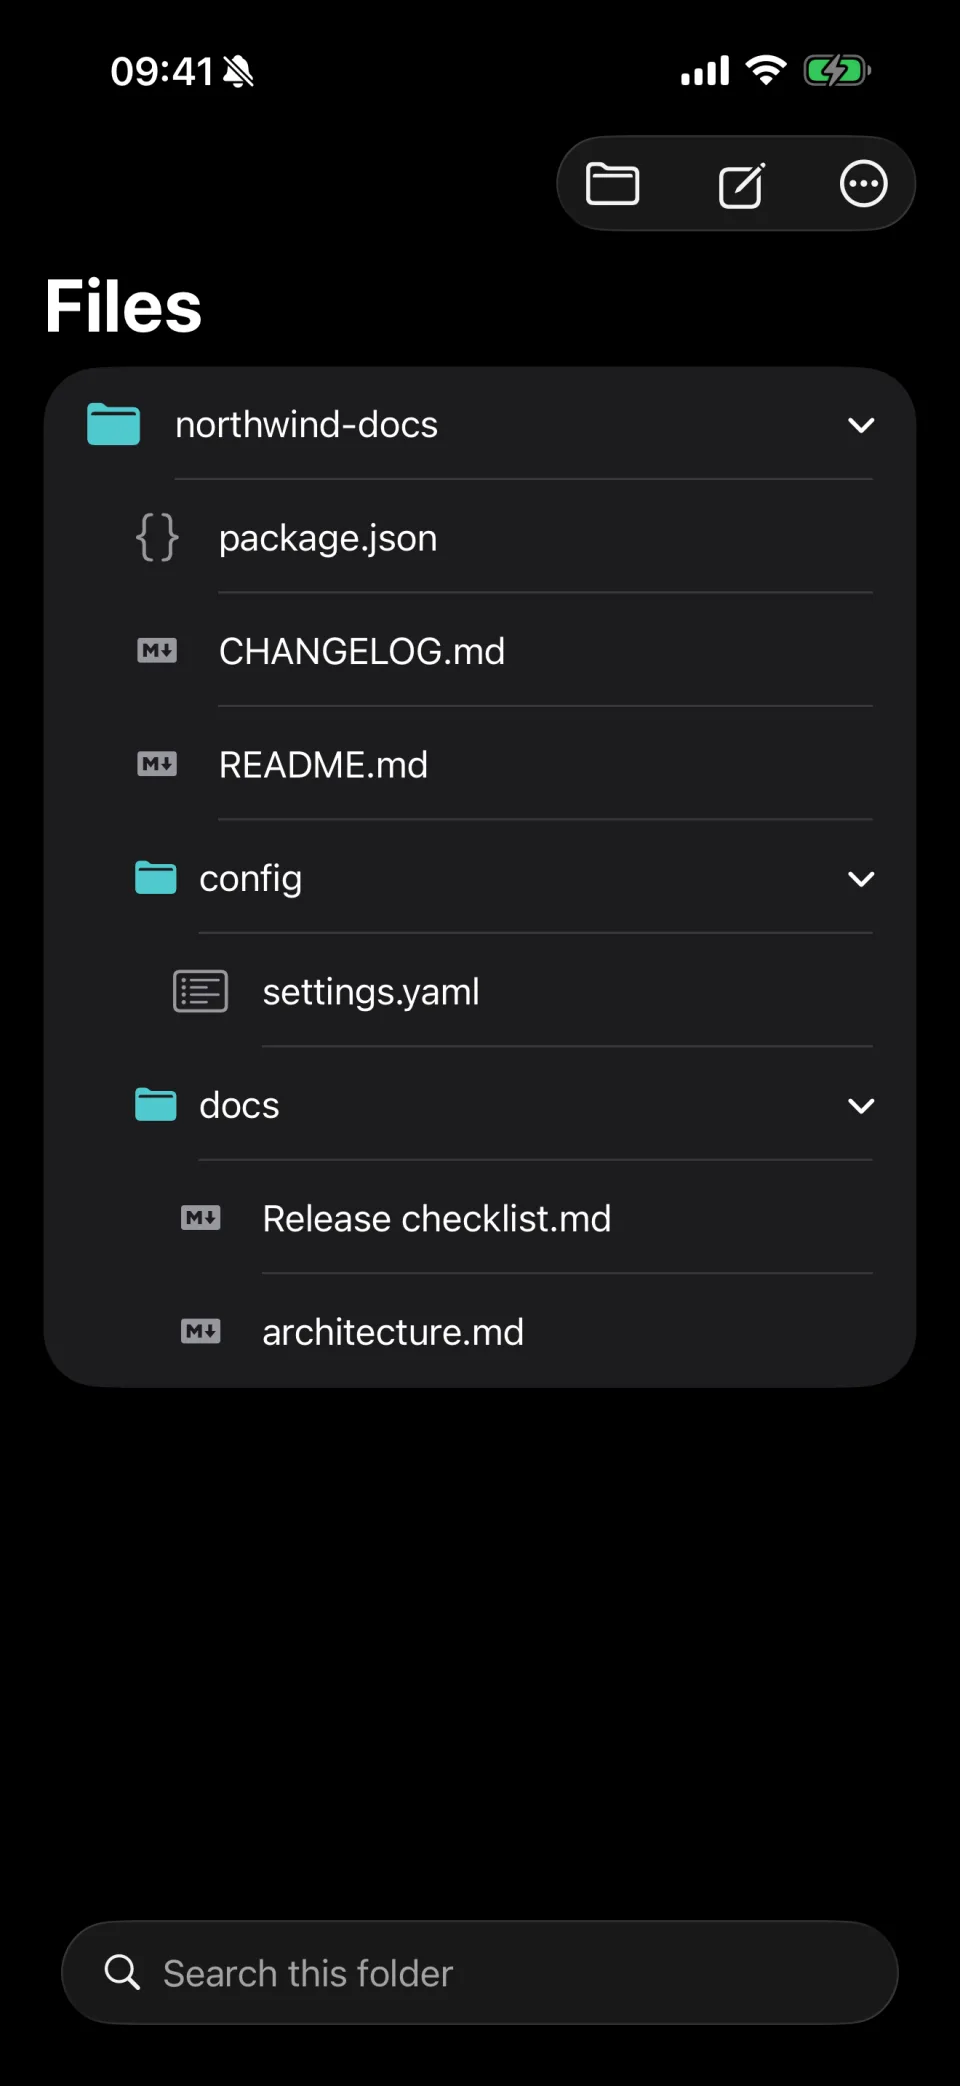 09:41
Files
northwind-docs
{} package.json
M↓ CHANGELOG.md
M↓ README.md
config
settings.yaml
docs
M↓ Release checklist.md
M↓ architecture.md
Search this folder